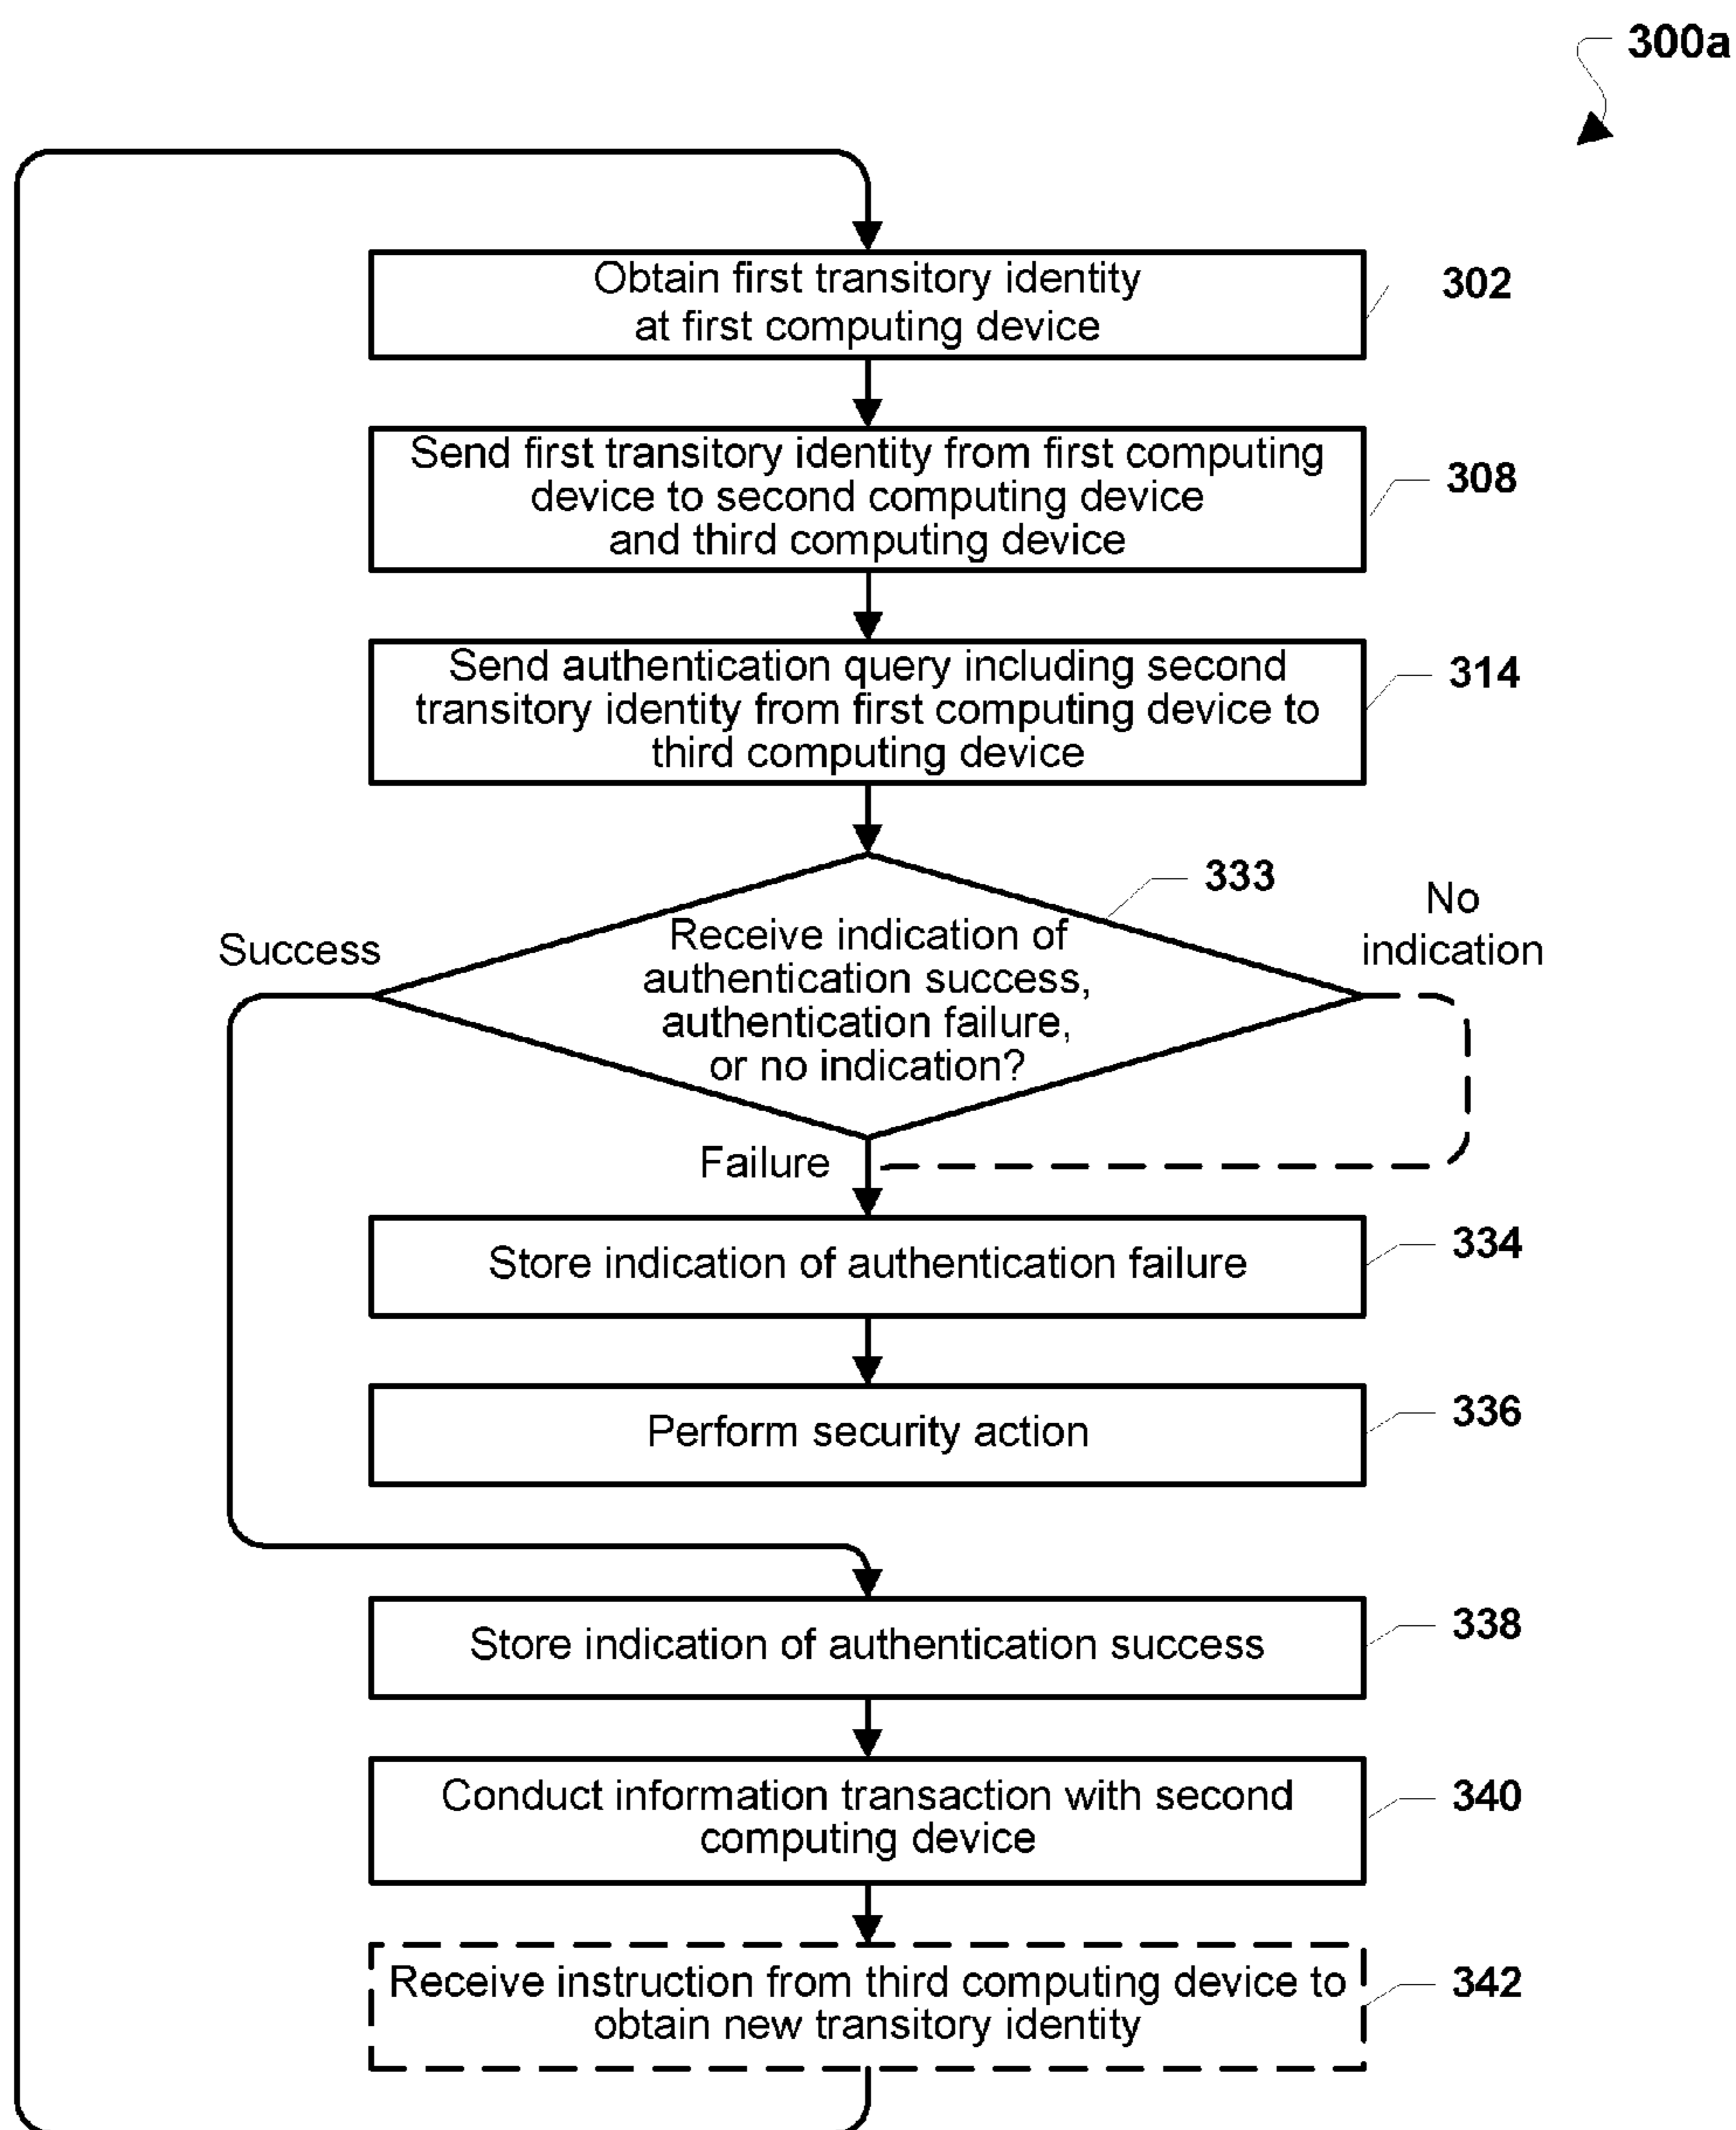 300a
Obtain first transitory identity
at first computing device
302
Send first transitory identity from first computing
device to second computing device
and third computing device
308
Send authentication query including second
transitory identity from first computing device to
third computing device
314
333
No
indication
Success
Receive indication of
authentication success,
authentication failure,
or no indication?
Failure
Store indication of authentication failure
334
Perform security action
336
Store indication of authentication success
338
Conduct information transaction with second
computing device
340
Receive instruction from third computing device to
obtain new transitory identity
342